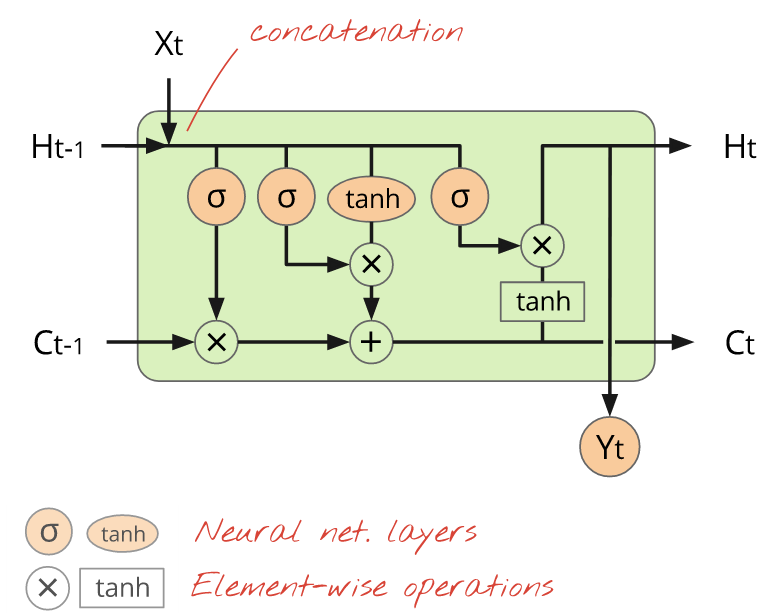 concatenation
Xt
Ht-1
Ht
σ σ tanh σ
×
×
tanh
Ct-1
× +
Ct
Yt
σ tanh Neural net. layers
× tanh Element-wise operations